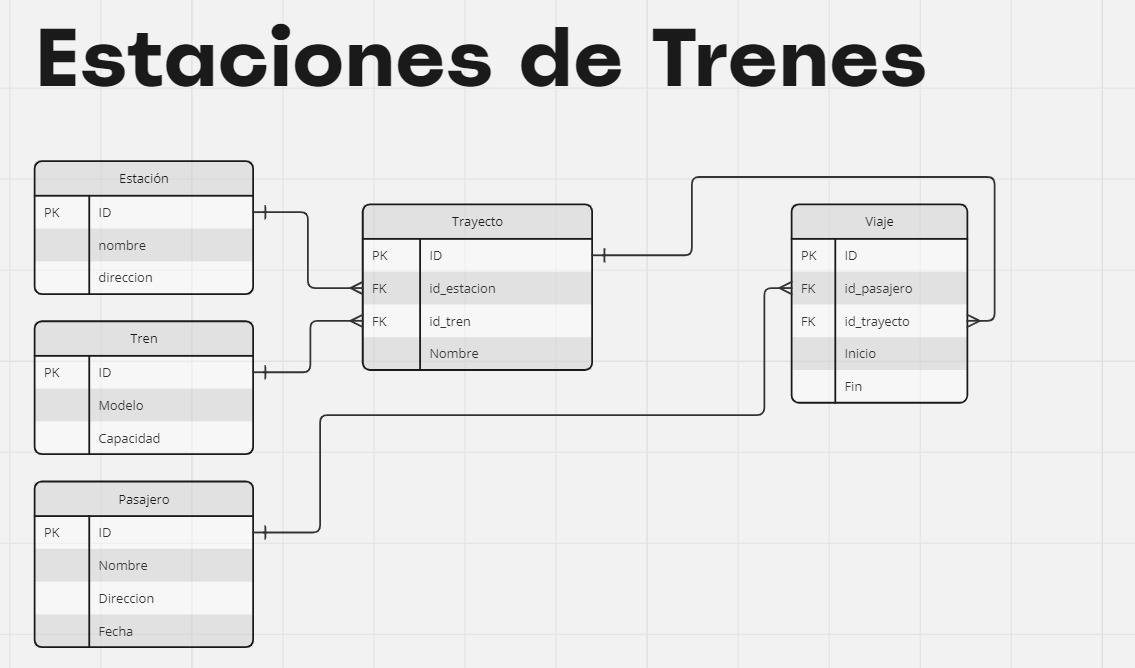 Estaciones de Trenes
Estación
PK ID
nombre
direccion
Tren
PK ID
Modelo
Capacidad
Pasajero
PK ID
Nombre
Direccion
Fecha
Trayecto
PK ID
FK id_estacion
FK id_tren
Nombre
Viaje
PK ID
FK id_pasajero
FK id_trayecto
Inicio
Fin